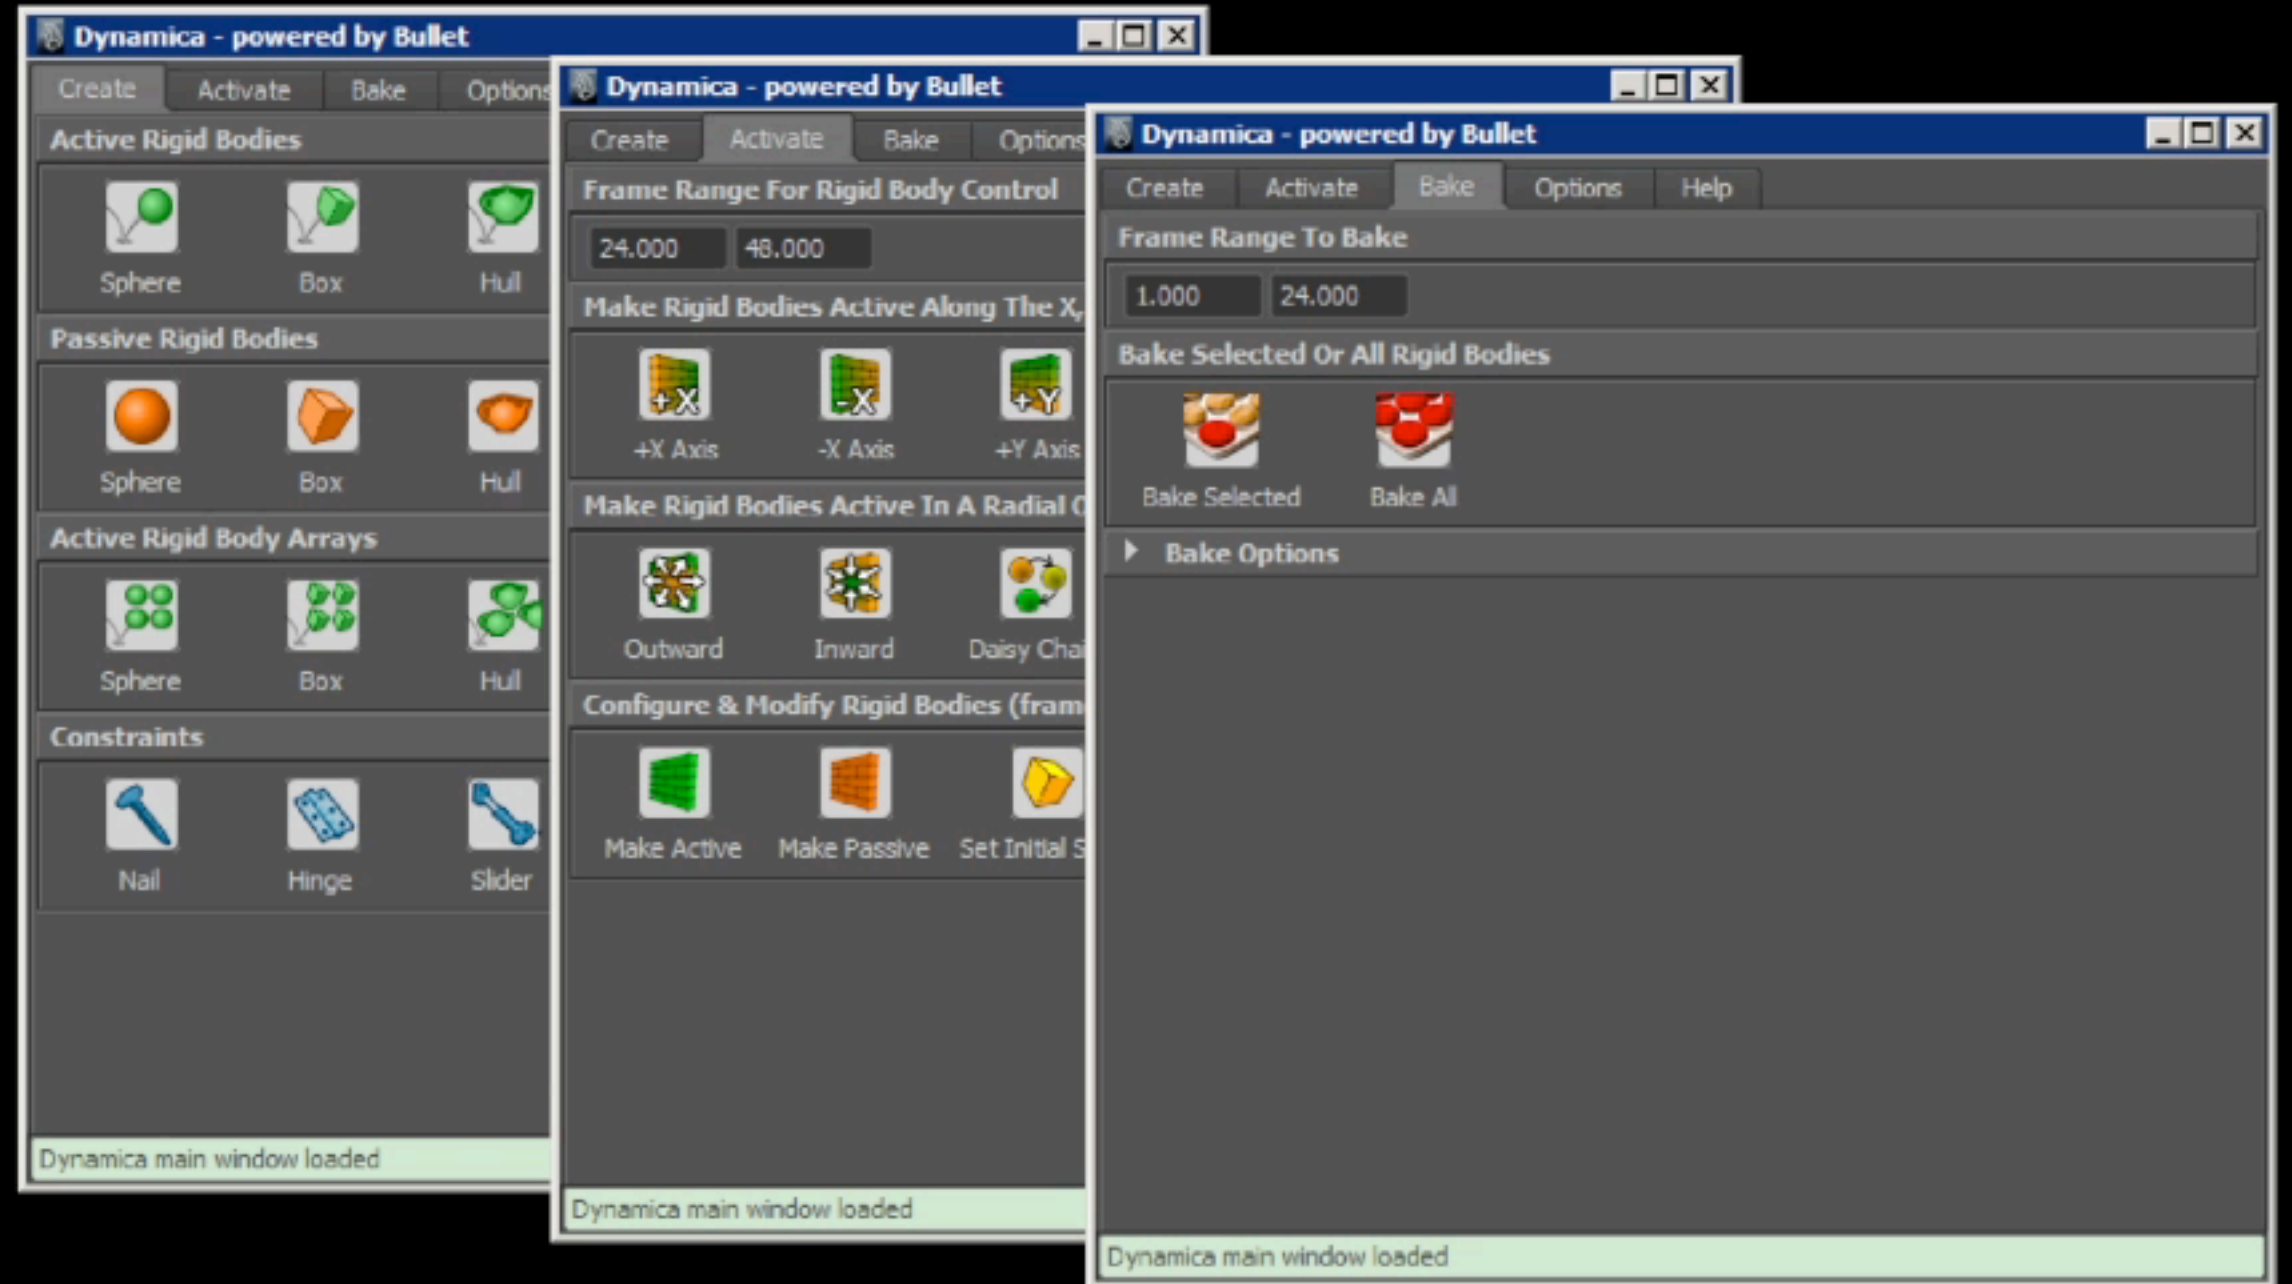 Dynamica - powered by Bullet
Create Activate Bake Options
Active Rigid Bodies
Sphere Box Hull
Passive Rigid Bodies
Sphere Box Hull
Active Rigid Body Arrays
Sphere Box Hull
Constraints
Nail Hinge Slider
Dynamica main window loaded
Dynamica - powered by Bullet
Create Activate Bake Options
Frame Range For Rigid Body Control
24.000 48.000
Make Rigid Bodies Active Along The X,
+X -X +Y
+X Axis -X Axis +Y Axis
Make Rigid Bodies Active In A Radial
Outward Inward Daisy Chai
Configure & Modify Rigid Bodies (fram
Make Active Make Passive Set Initial S
Dynamica main window loaded
Dynamica - powered by Bullet
Create Activate Bake Options Help
Frame Range To Bake
1.000 24.000
Bake Selected Or All Rigid Bodies
Bake Selected Bake All
Bake Options
Dynamica main window loaded